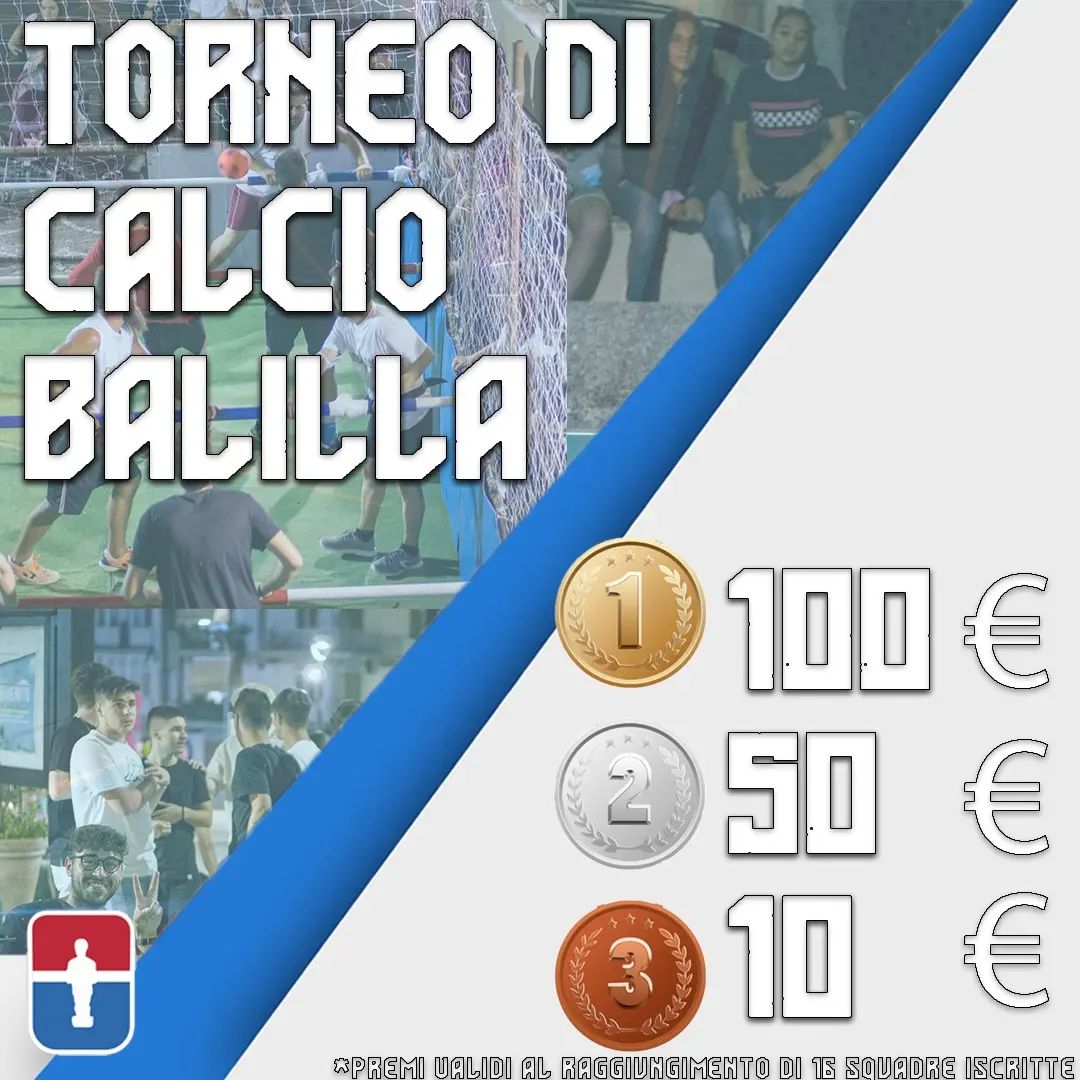 TORNEO DI
CALCIO
BALILLA
1 100 €
2 50 €
3 10 €
*PREMI VALIDI AL RAGGIUNGIMENTO DI 16 SQUADRE ISCRITTE